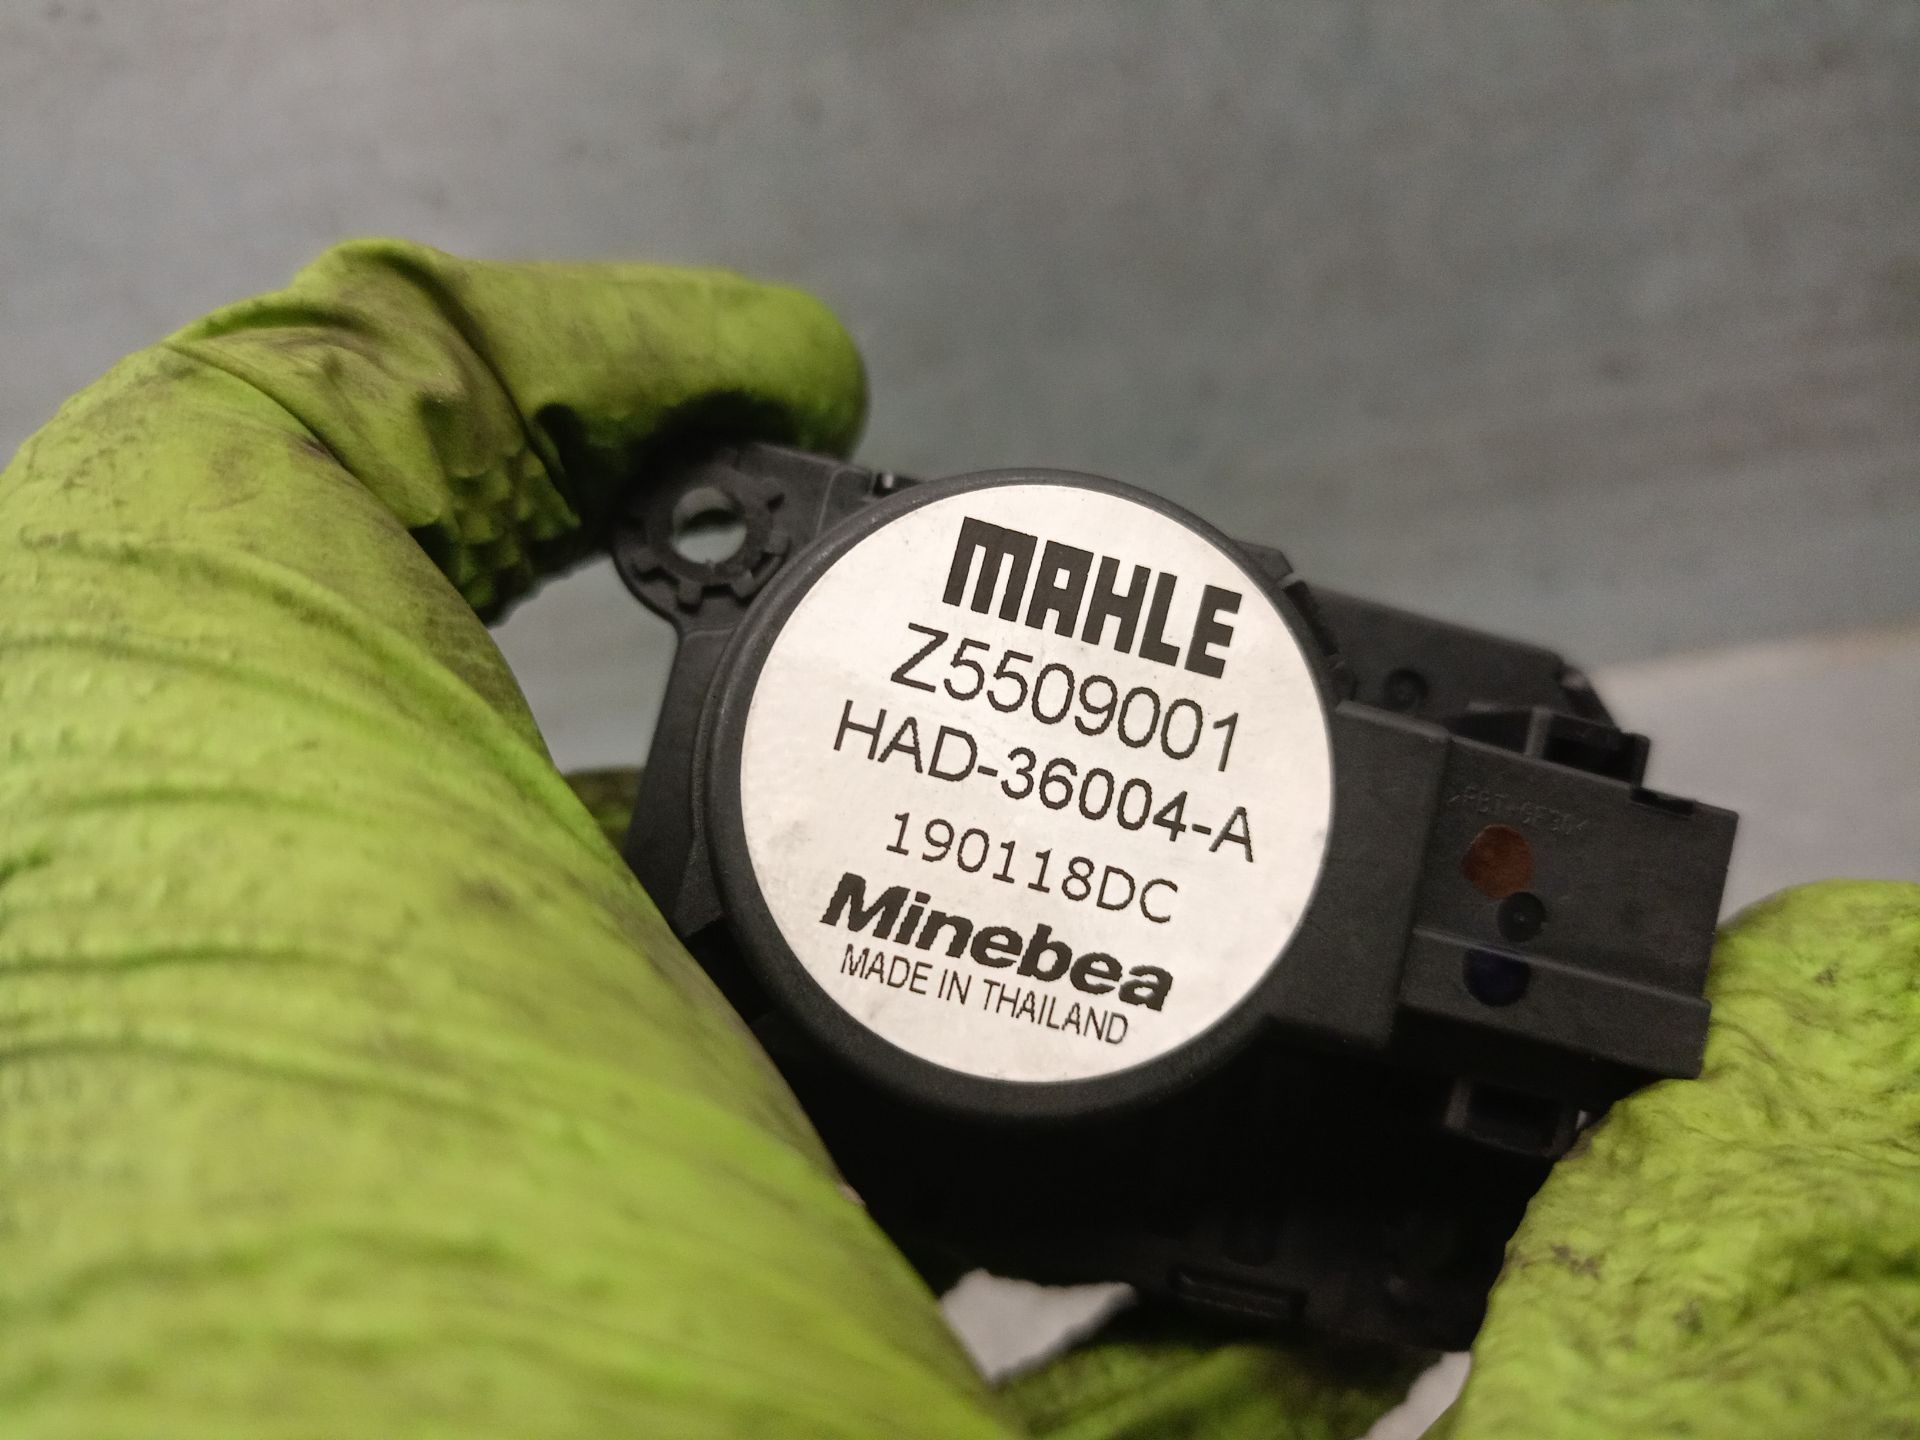 MAHLE
Z5509001
HAD-36004-A
190118DC
Minebea
MADE IN THAILAND